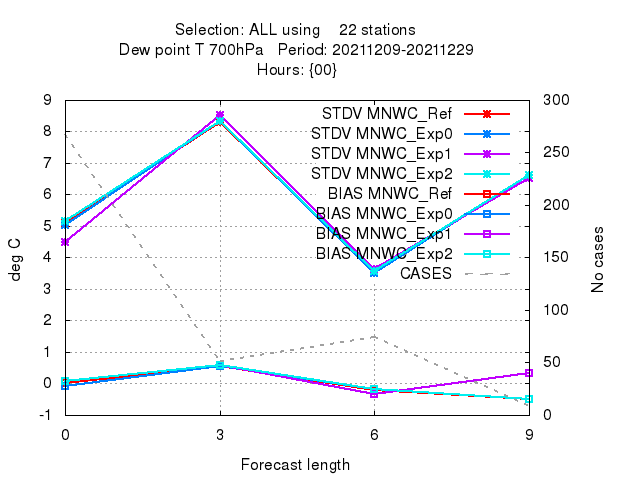 Selection: ALL using 22 stations
Dew point T 700hPa Period: 20211209-20211229
Hours: {00}
9 300
STDV MNWC_Ref
8
STDV MNWC_Exp0
250
STDV MNWC_Exp1
7
STDV MNWC_Exp2
6 200
BIAS MNWC_Ref
BIAS MNWC_Exp0
5
BIAS MNWC_Exp1
4 150
BIAS MNWC_Exp2
CASES
3
2 100
1 50
0
-1 0
0 3 6 9
Forecast length
deg C
No cases